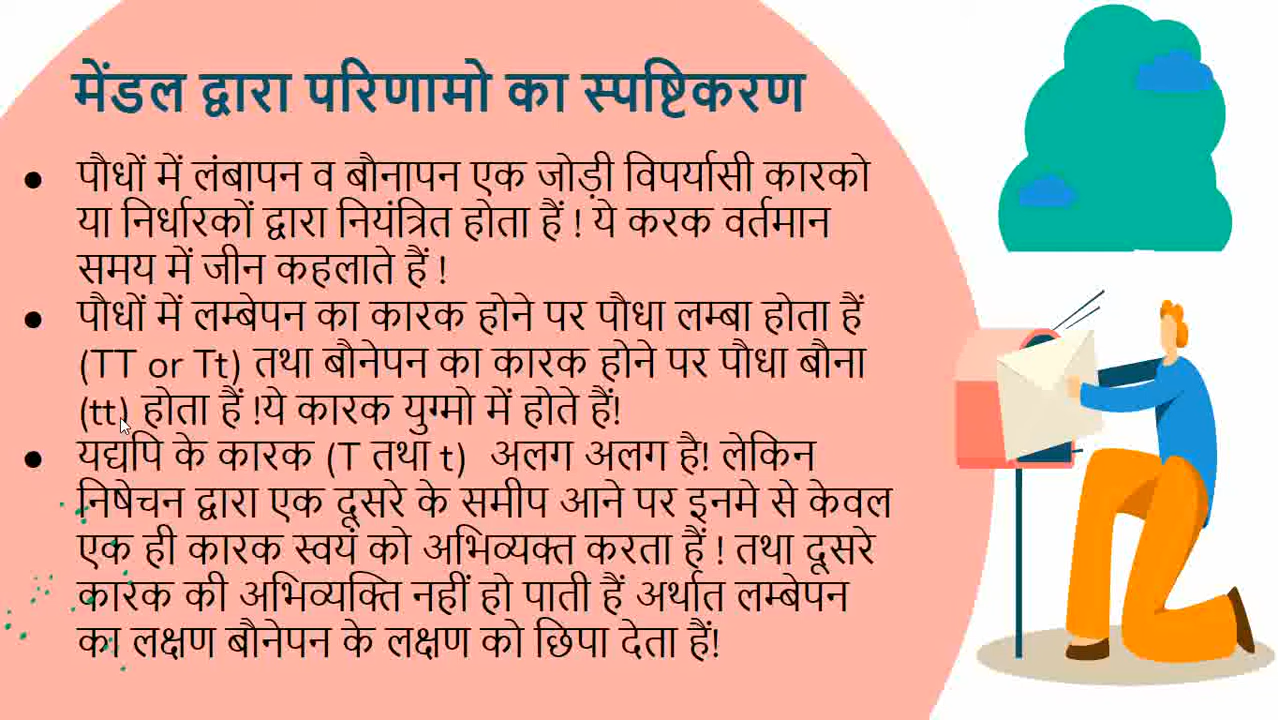 मेंडल द्वारा परिणामो का स्पष्टिकरण
● पौधों में लंबापन व बौनापन एक जोड़ी विपर्यासी कारको
या निर्धारकों द्वारा नियंत्रित होता हैं ! ये करक वर्तमान
समय में जीन कहलाते हैं !
● पौधों में लम्बेपन का कारक होने पर पौधा लम्बा होता हैं
(TT or Tt) तथा बौनेपन का कारक होने पर पौधा बौना
(tt) होता हैं !ये कारक युग्मो में होते हैं!
● यद्यपि के कारक (T तथा t) अलग अलग है! लेकिन
निषेचन द्वारा एक दूसरे के समीप आने पर इनमे से केवल
एक ही कारक स्वयं को अभिव्यक्त करता हैं ! तथा दूसरे
कारक की अभिव्यक्ति नहीं हो पाती हैं अर्थात लम्बेपन
का लक्षण बौनेपन के लक्षण को छिपा देता हैं!